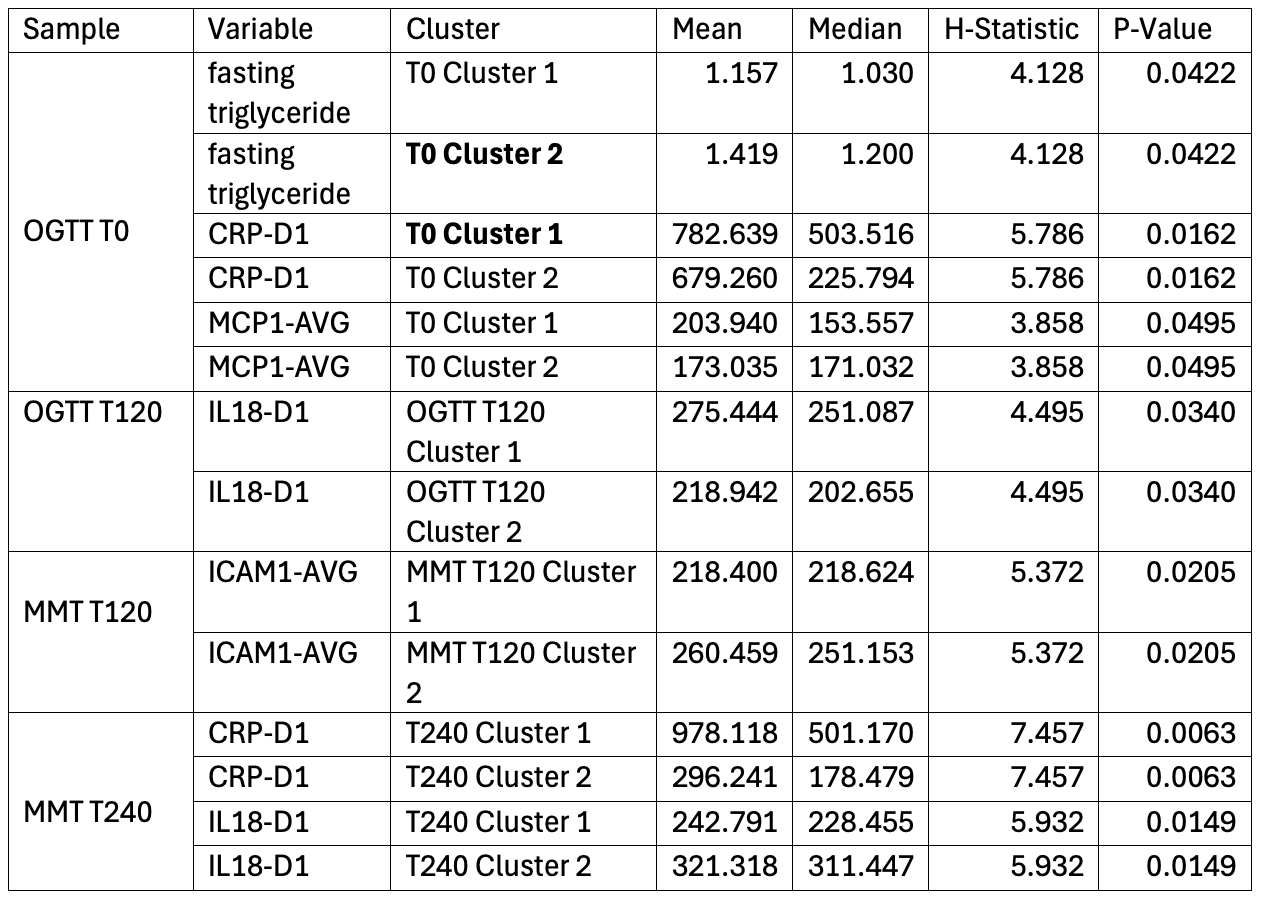 Sample Variable Cluster Mean Median H-Statistic P-Value
OGTT T0 fasting T0 Cluster 1 1.157 1.030 4.128 0.0422
triglyceride
fasting T0 Cluster 2 1.419 1.200 4.128 0.0422
triglyceride
CRP-D1 T0 Cluster 1 782.639 503.516 5.786 0.0162
CRP-D1 T0 Cluster 2 679.260 225.794 5.786 0.0162
MCP1-AVG T0 Cluster 1 203.940 153.557 3.858 0.0495
MCP1-AVG T0 Cluster 2 173.035 171.032 3.858 0.0495
OGTT T120 IL18-D1 OGTT T120 275.444 251.087 4.495 0.0340
Cluster 1
IL18-D1 OGTT T120 218.942 202.655 4.495 0.0340
Cluster 2
MMT T120 ICAM1-AVG MMT T120 Cluster 218.400 218.624 5.372 0.0205
1
ICAM1-AVG MMT T120 Cluster 260.459 251.153 5.372 0.0205
2
MMT T240 CRP-D1 T240 Cluster 1 978.118 501.170 7.457 0.0063
CRP-D1 T240 Cluster 2 296.241 178.479 7.457 0.0063
IL18-D1 T240 Cluster 1 242.791 228.455 5.932 0.0149
IL18-D1 T240 Cluster 2 321.318 311.447 5.932 0.0149